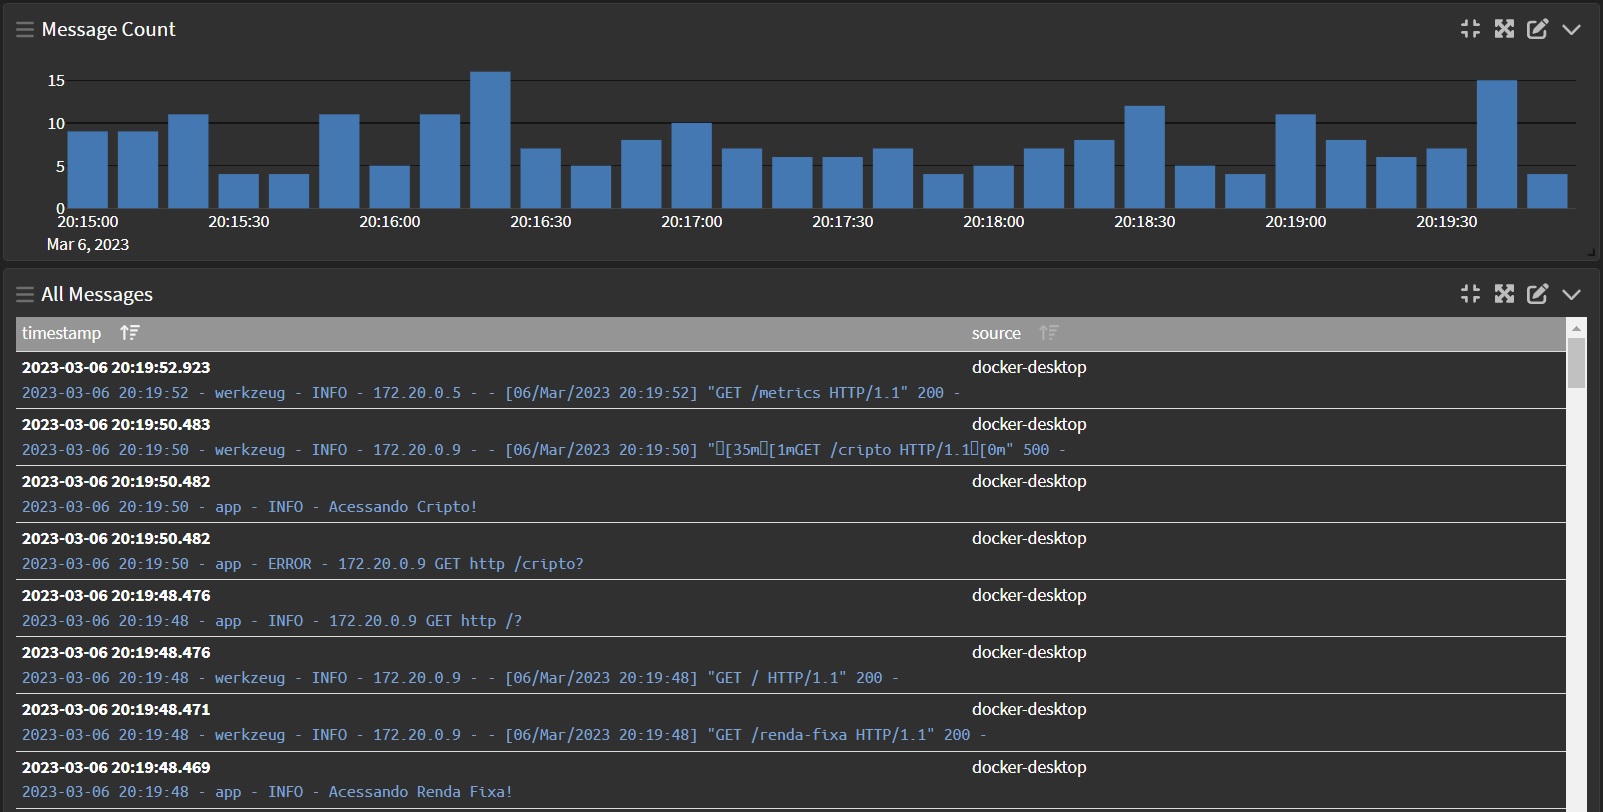 Message Count
15
10
5
0
20:15:00 20:15:30 20:16:00 20:16:30 20:17:00 20:17:30 20:18:00 20:18:30 20:19:00 20:19:30
Mar 6, 2023
All Messages
timestamp source
2023-03-06 20:19:52.923 docker-desktop
2023-03-06 20:19:52 - werkzeug - INFO - 172.20.0.5 - - [06/Mar/2023 20:19:52] "GET /metrics HTTP/1.1" 200 -
2023-03-06 20:19:50.483 docker-desktop
2023-03-06 20:19:50 - werkzeug - INFO - 172.20.0.9 - - [06/Mar/2023 20:19:50] "▯[35m▯[1mGET /cripto HTTP/1.1▯[0m" 500 -
2023-03-06 20:19:50.482 docker-desktop
2023-03-06 20:19:50 - app - INFO - Acessando Cripto!
2023-03-06 20:19:50.482 docker-desktop
2023-03-06 20:19:50 - app - ERROR - 172.20.0.9 GET http /cripto?
2023-03-06 20:19:48.476 docker-desktop
2023-03-06 20:19:48 - app - INFO - 172.20.0.9 GET http /?
2023-03-06 20:19:48.476 docker-desktop
2023-03-06 20:19:48 - werkzeug - INFO - 172.20.0.9 - - [06/Mar/2023 20:19:48] "GET / HTTP/1.1" 200 -
2023-03-06 20:19:48.471 docker-desktop
2023-03-06 20:19:48 - werkzeug - INFO - 172.20.0.9 - - [06/Mar/2023 20:19:48] "GET /renda-fixa HTTP/1.1" 200 -
2023-03-06 20:19:48.469 docker-desktop
2023-03-06 20:19:48 - app - INFO - Acessando Renda Fixa!